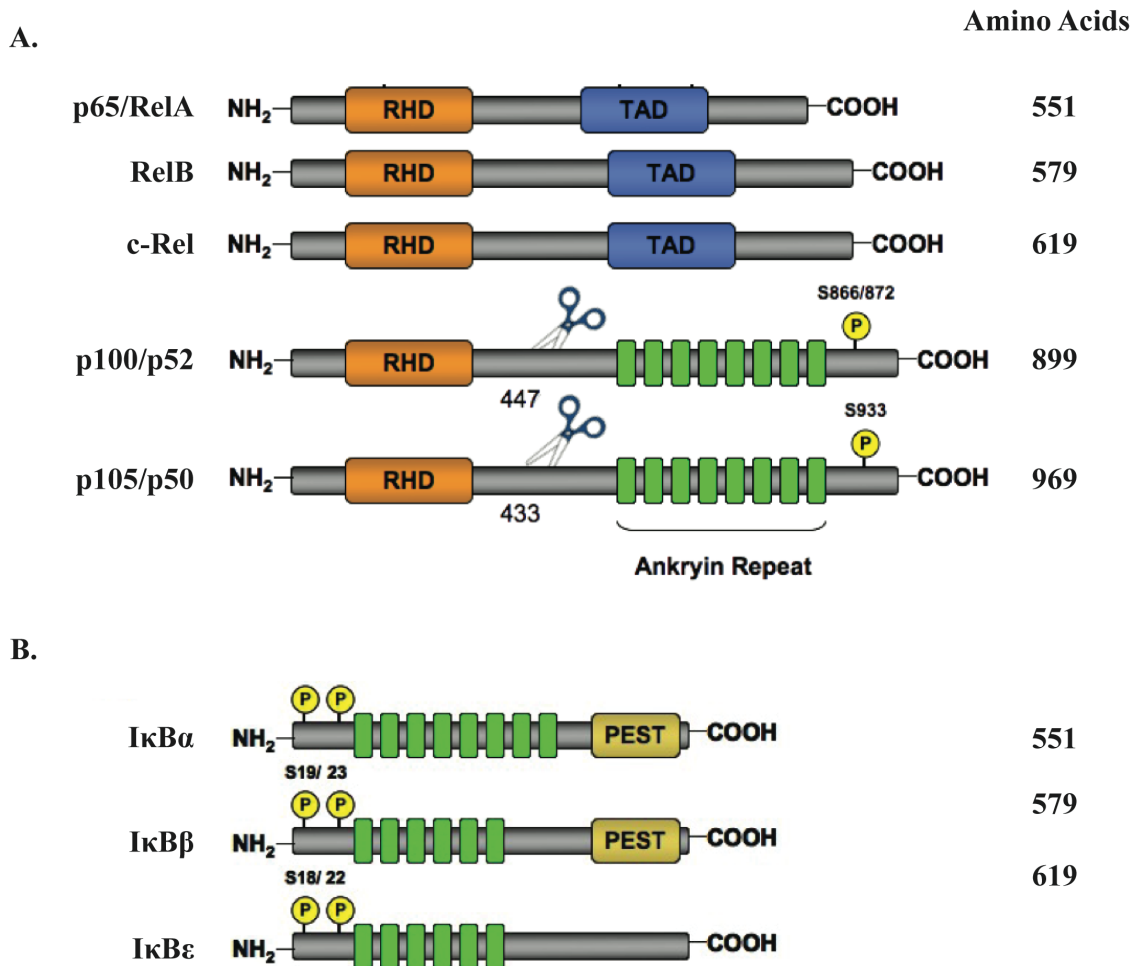 Amino Acids
A.
p65/RelA NH2 RHD TAD COOH 551
RelB NH2 RHD TAD COOH 579
c-Rel NH2 RHD TAD COOH 619
S866/872
P
p100/p52 NH2 RHD COOH 899
447
S933
P
p105/p50 NH2 RHD COOH 969
433
Ankryin Repeat
B.
P P
IκBα NH2 PEST COOH 551
S19/ 23
579
P P
IκBβ NH2 PEST COOH
S18/ 22
619
P P
IκBε NH2 COOH